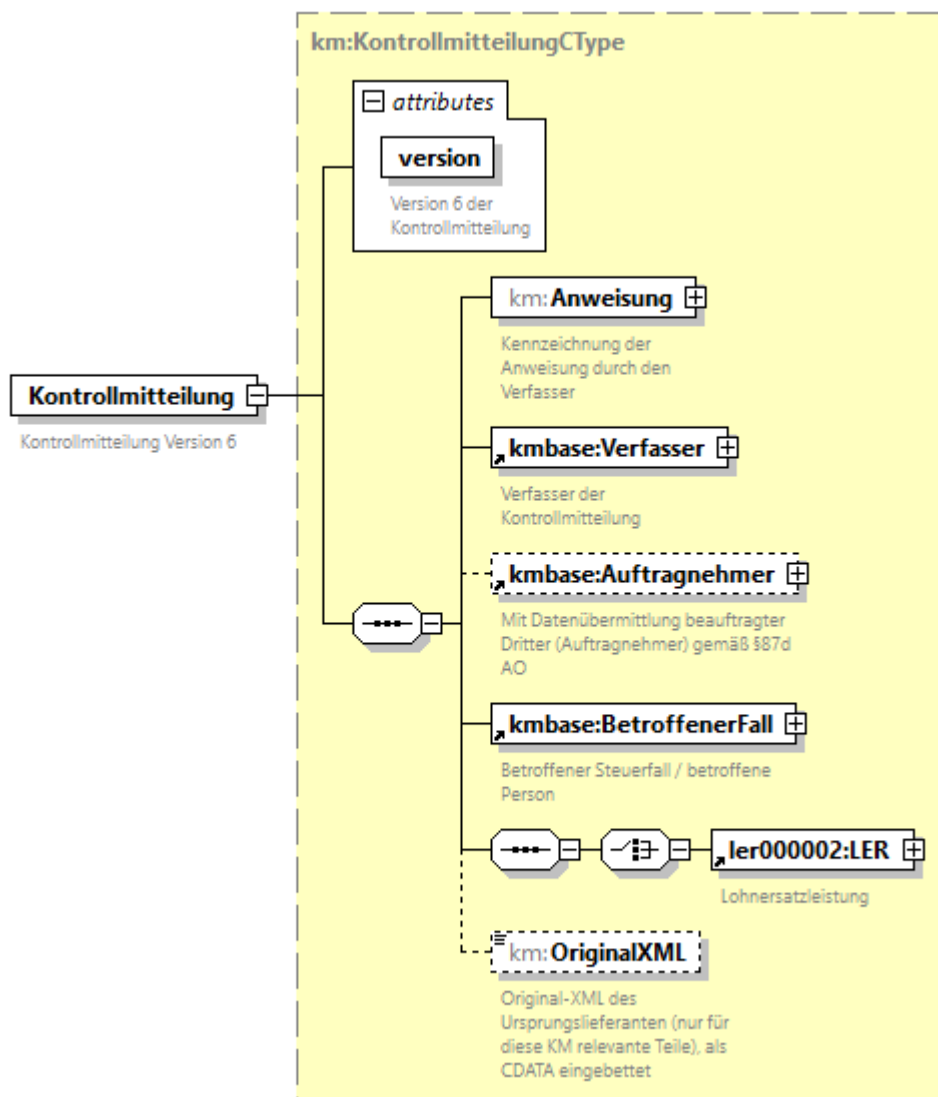 km:KontrollmitteilungCType
attributes
version
Version 6 der
Kontrollmitteilung
km:Anweisung
Kennzeichnung der
Anweisung durch den
Verfasser
Kontrollmitteilung
Kontrollmitteilung Version 6
kmbase:Verfasser
Verfasser der
Kontrollmitteilung
kmbase:Auftragnehmer
Mit Datenübermittlung beauftragter
Dritter (Auftragnehmer) gemäß §87d
AO
kmbase:BetroffenerFall
Betroffener Steuerfall / betroffene
Person
ler000002:LER
Lohnersatzleistung
km:OriginalXML
Original-XML des
Ursprungslieferanten (nur für
diese KM relevante Teile), als
CDATA eingebettet